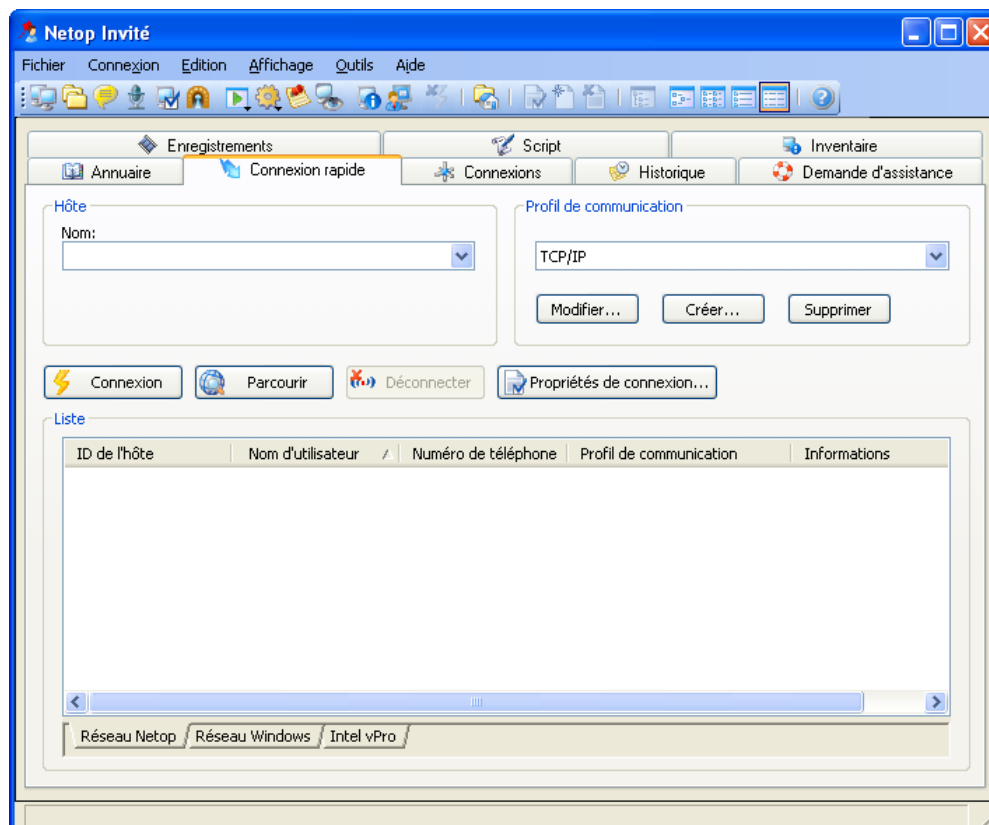 Netop Invité
Fichier Connexion Edition Affichage Outils Aide
Enregistrements Script Inventaire
Annuaire Connexion rapide Connexions Historique Demande d'assistance
Hôte Profil de communication
Nom:
TCP/IP
Modifier... Créer... Supprimer
Connexion Parcourir Déconnecter Propriétés de connexion...
Liste
ID de l'hôte Nom d'utilisateur Numéro de téléphone Profil de communication Informations
Réseau Netop Réseau Windows Intel vPro